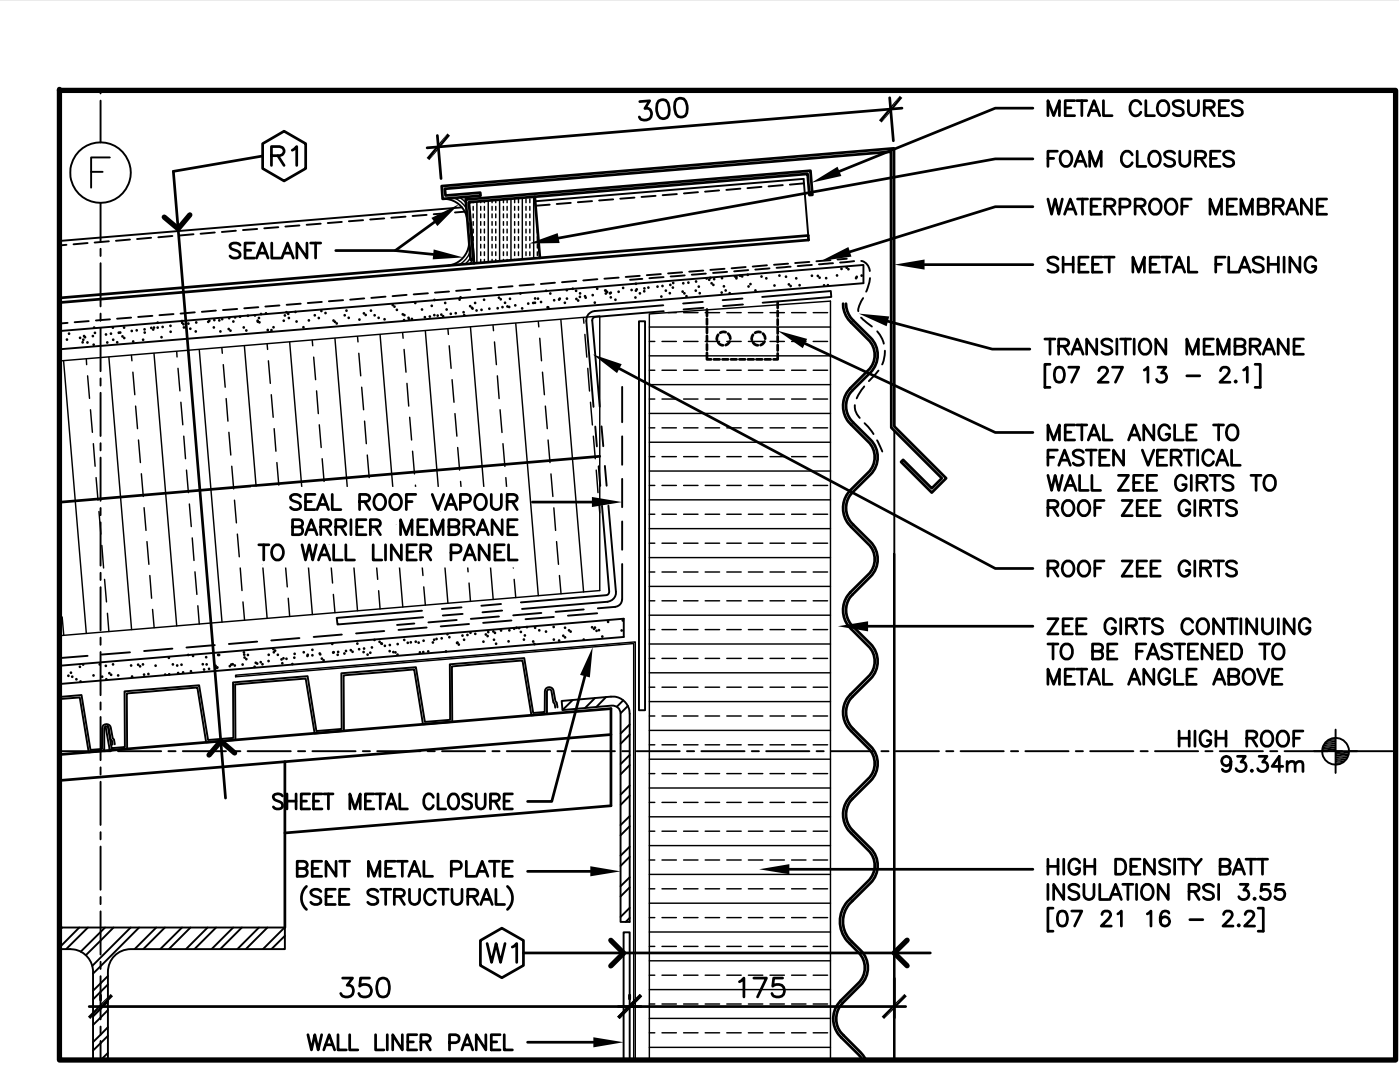 300
METAL CLOSURES
F
R1
FOAM CLOSURES
WATERPROOF MEMBRANE
SEALANT
SHEET METAL FLASHING
TRANSITION MEMBRANE
[07 27 13 - 2.1]
METAL ANGLE TO
FASTEN VERTICAL
WALL ZEE GIRTS TO
ROOF ZEE GIRTS
SEAL ROOF VAPOUR
BARRIER MEMBRANE
TO WALL LINER PANEL
ROOF ZEE GIRTS
ZEE GIRTS CONTINUING
TO BE FASTENED TO
METAL ANGLE ABOVE
HIGH ROOF
93.34m
SHEET METAL CLOSURE
BENT METAL PLATE
(SEE STRUCTURAL)
HIGH DENSITY BATT
INSULATION RSI 3.55
[07 21 16 - 2.2]
W1
350
175
WALL LINER PANEL